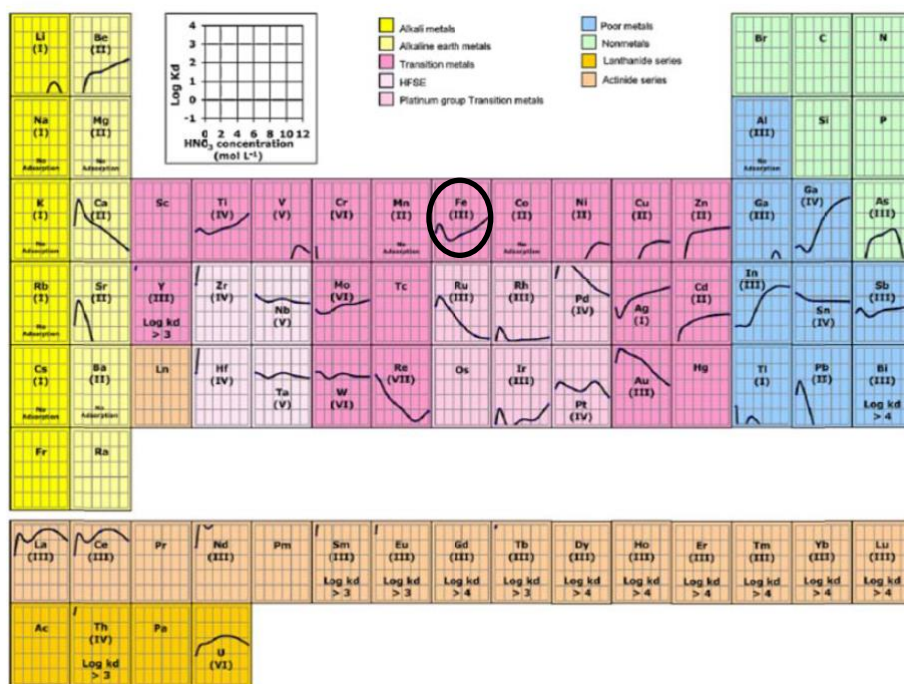 Li
(I)
Be
(II)
4
3
2
1
0
-1
Log Kd
0 2 4 6 8 10 12
HNO₃ concentration
(mol L⁻¹)
Alkali metals
Alkaline earth metals
Transition metals
HFSE
Platinum group Transition metals
Poor metals
Nonmetals
Lanthanide series
Actinide series
Br
C
N
Na
(I)
No
Adsorption
Mg
(II)
No
Adsorption
Al
(III)
No
Adsorption
Si
P
K
(I)
No
Adsorption
Ca
(II)
Sc
Ti
(IV)
V
(V)
Cr
(VI)
Mn
(II)
No
Adsorption
Fe
(III)
Co
(II)
No
Adsorption
Ni
(II)
Cu
(II)
Zn
(II)
Ga
(III)
Ga
(IV)
As
(III)
Rb
(I)
No
Adsorption
Sr
(II)
Y
(III)
Log kd
> 3
Zr
(IV)
Nb
(V)
Mo
(VI)
Tc
Ru
(III)
Rh
(III)
Pd
(IV)
Ag
(I)
Cd
(II)
In
(III)
Sn
(IV)
Sb
(III)
Cs
(I)
No
Adsorption
Ba
(II)
No
Adsorption
Ln
Hf
(IV)
Ta
(V)
W
(VI)
Re
(VII)
Os
Ir
(III)
Pt
(IV)
Au
(III)
Hg
Tl
(I)
Pb
(II)
Bi
(III)
Log kd
> 4
Fr
Ra
La
(III)
Ce
(III)
Pr
Nd
(III)
Pm
Sm
(III)
Log kd
> 3
Eu
(III)
Log kd
> 3
Gd
(III)
Log kd
> 4
Tb
(III)
Log kd
> 3
Dy
(III)
Log kd
> 4
Ho
(III)
Log kd
> 4
Er
(III)
Log kd
> 4
Tm
(III)
Log kd
> 4
Yb
(III)
Log kd
> 4
Lu
(III)
Log kd
> 4
Ac
Th
(IV)
Log kd
> 3
Pa
U
(VI)